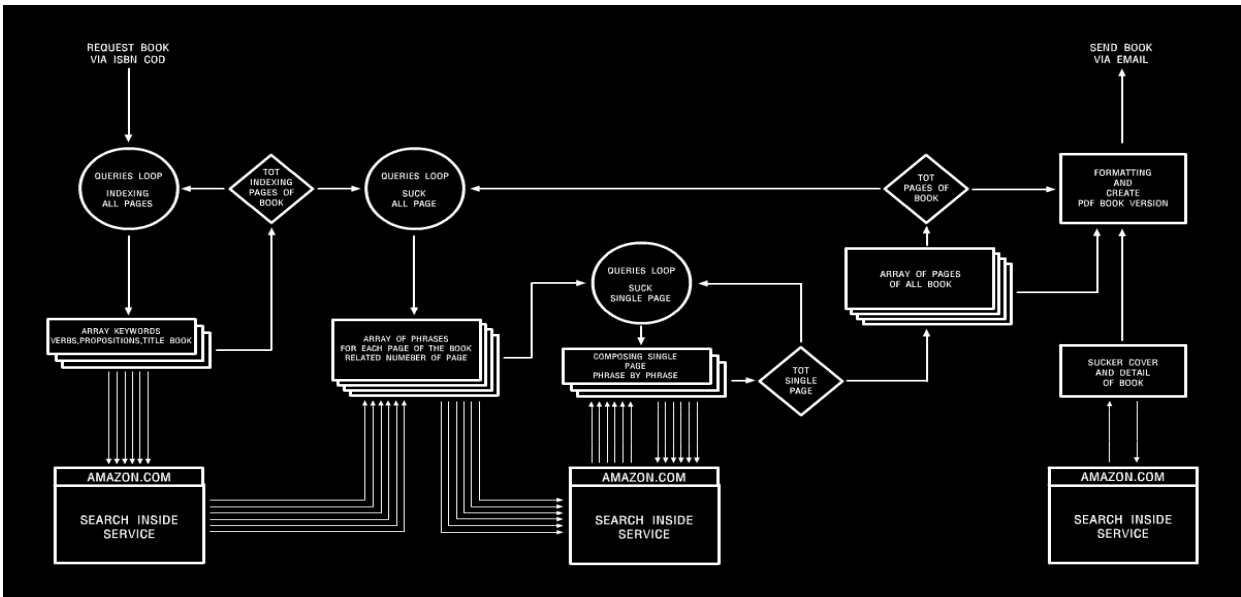 REQUEST BOOK
VIA ISBN COD
SEND BOOK
VIA EMAIL
QUERIES LOOP
INDEXING
ALL PAGES
TOT
INDEXING
PAGES OF
BOOK
QUERIES LOOP
SUCK
ALL PAGE
TOT
PAGES OF
BOOK
FORMATTING
AND
CREATE
PDF BOOK VERSION
QUERIES LOOP
SUCK
SINGLE PAGE
ARRAY OF PAGES
OF ALL BOOK
ARRAY KEYWORDS
VERBS,PROPOSITIONS,TITLE BOOK
ARRAY OF PHRASES
FOR EACH PAGE OF THE BOOK
RELATED NUMEBER OF PAGE
COMPOSING SINGLE
PAGE
PHRASE BY PHRASE
TOT
SINGLE
PAGE
SUCKER COVER
AND DETAIL
OF BOOK
AMAZON.COM
SEARCH INSIDE
SERVICE
AMAZON.COM
SEARCH INSIDE
SERVICE
AMAZON.COM
SEARCH INSIDE
SERVICE